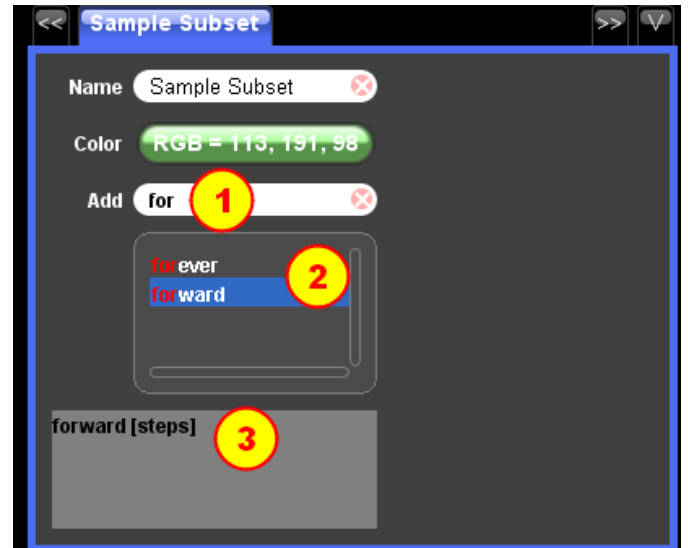 << Sample Subset >> V
Name Sample Subset
Color RGB = 113, 191, 98
Add for 1
forever 2
forward
forward [steps] 3